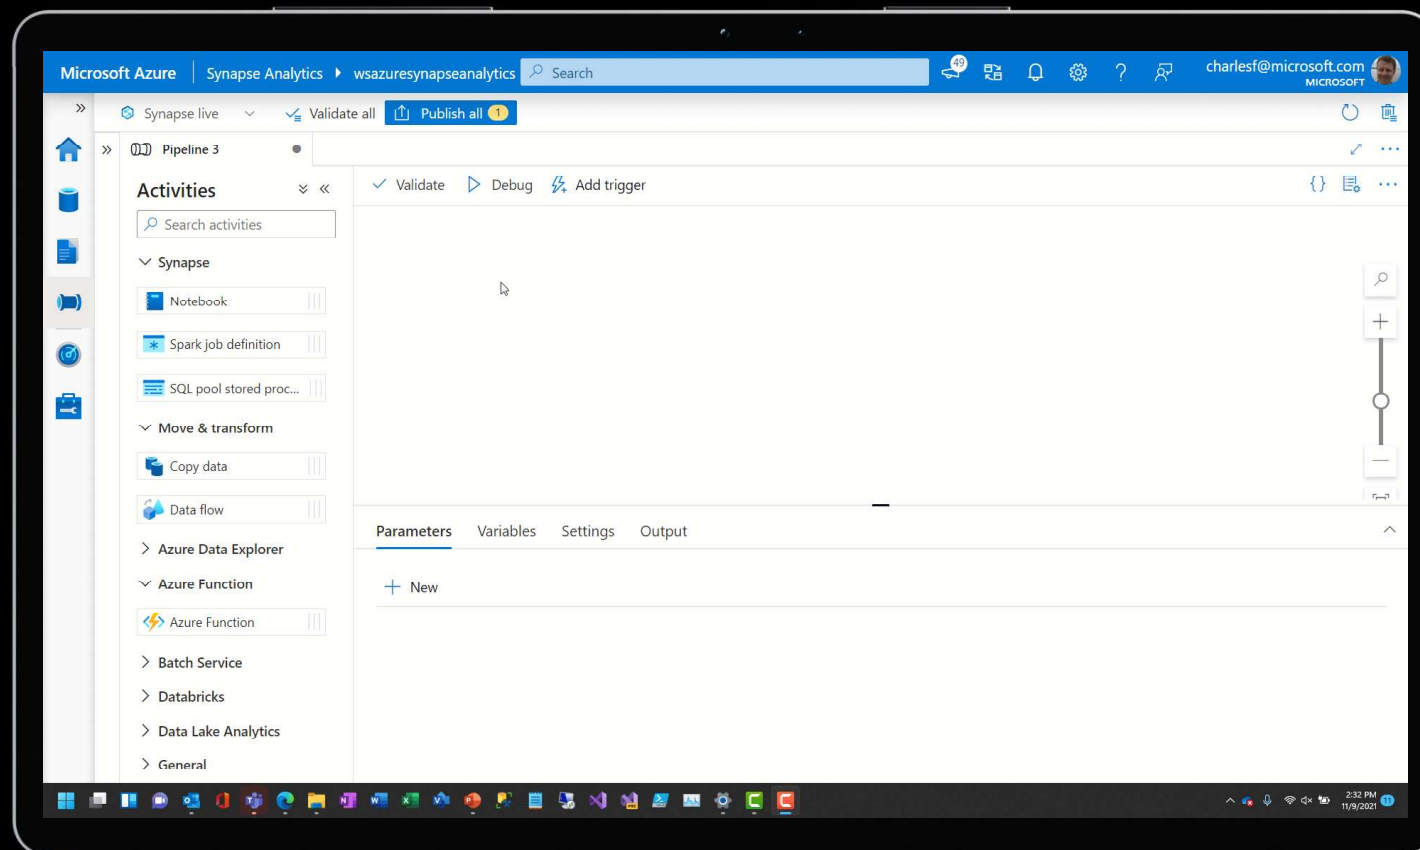 Microsoft Azure Synapse Analytics wsazuresynapseanalytics Search 49 charlesf@microsoft.com
MICROSOFT
Synapse live Validate all Publish all 1
Pipeline 3
Activities
Validate Debug Add trigger {}
Search activities
Synapse
Notebook
Spark job definition
SQL pool stored proc...
Move & transform
Copy data
Data flow
Parameters Variables Settings Output
Azure Data Explorer
Azure Function
New
Azure Function
Batch Service
Databricks
Data Lake Analytics
General
2:32 PM
11/9/2021 11